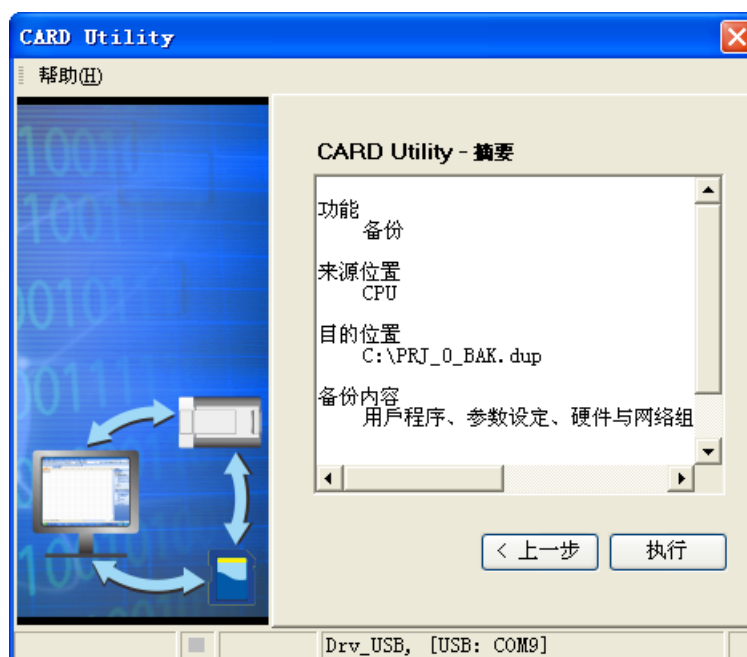 CARD Utility
帮助(H)
CARD Utility - 摘要
功能
备份
来源位置
CPU
目的位置
C:\PRJ_0_BAK.dup
备份内容
用戶程序、参数设定、硬件与网络组
< 上一步
执行
Drv_USB, [USB: COM9]